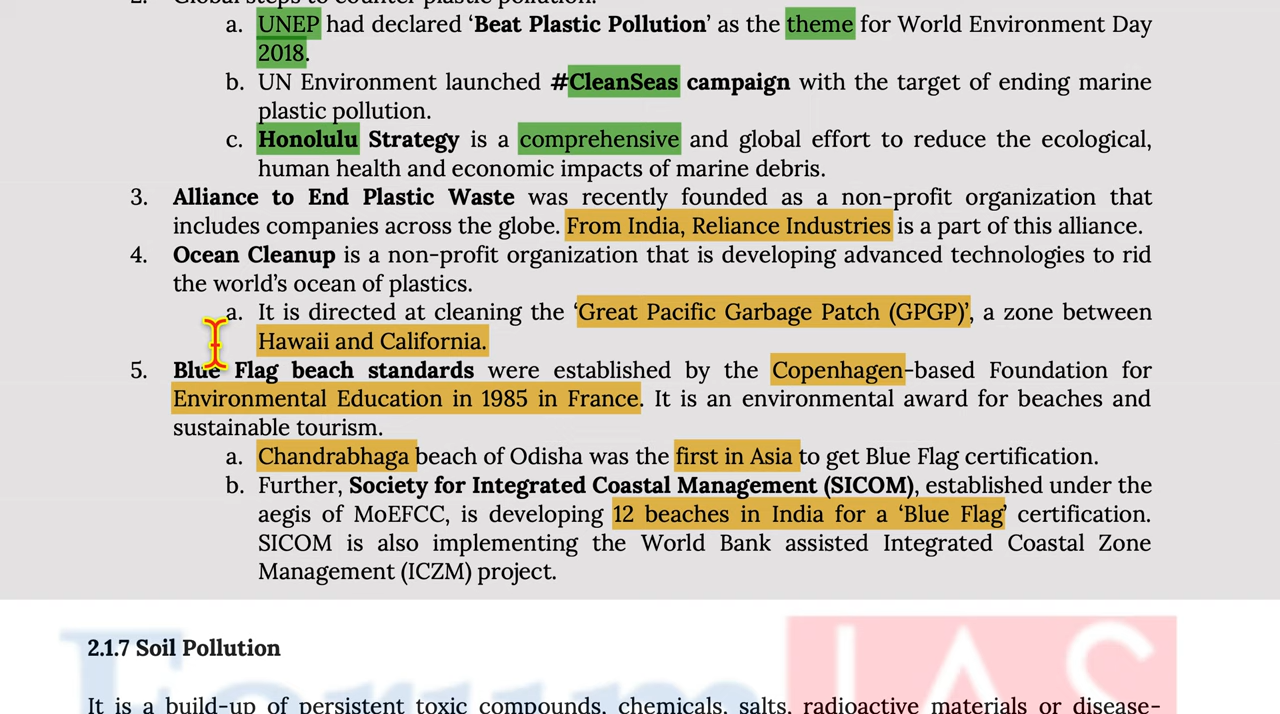 2. Global steps to counter plastic pollution.
a. UNEP had declared ‘Beat Plastic Pollution’ as the theme for World Environment Day
2018.
b. UN Environment launched #CleanSeas campaign with the target of ending marine
plastic pollution.
c. Honolulu Strategy is a comprehensive and global effort to reduce the ecological,
human health and economic impacts of marine debris.
3. Alliance to End Plastic Waste was recently founded as a non-profit organization that
includes companies across the globe. From India, Reliance Industries is a part of this alliance.
4. Ocean Cleanup is a non-profit organization that is developing advanced technologies to rid
the world’s ocean of plastics.
a. It is directed at cleaning the ‘Great Pacific Garbage Patch (GPGP)’, a zone between
Hawaii and California.
5. Blue Flag beach standards were established by the Copenhagen-based Foundation for
Environmental Education in 1985 in France. It is an environmental award for beaches and
sustainable tourism.
a. Chandrabhaga beach of Odisha was the first in Asia to get Blue Flag certification.
b. Further, Society for Integrated Coastal Management (SICOM), established under the
aegis of MoEFCC, is developing 12 beaches in India for a ‘Blue Flag’ certification.
SICOM is also implementing the World Bank assisted Integrated Coastal Zone
Management (ICZM) project.
2.1.7 Soil Pollution
Forum IAS
It is a build-up of persistent toxic compounds, chemicals, salts, radioactive materials or disease-